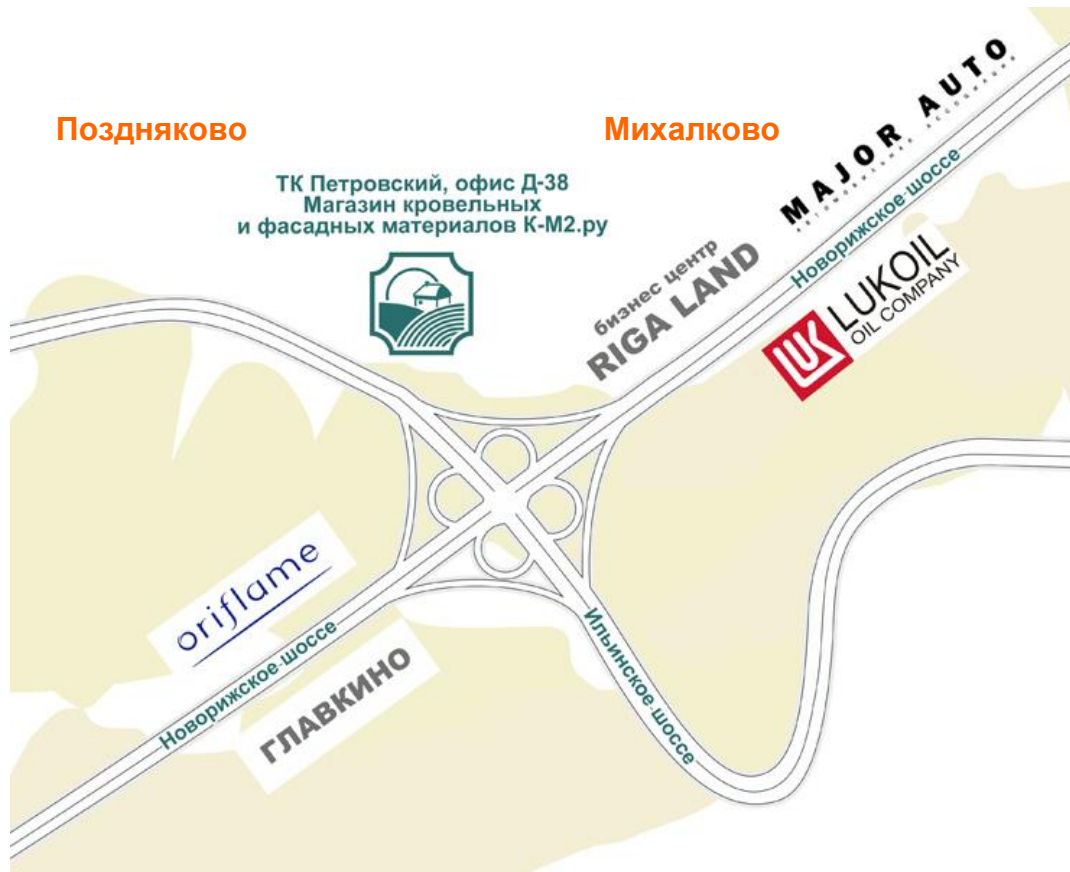 Поздняково
Михалково
ТК Петровский, офис Д-38
Магазин кровельных
и фасадных материалов К-М2.ру
MAJOR AUTO
Новорижское шоссе
бизнес центр
RIGA LAND
LUK
LUKOIL
OIL COMPANY
oriflame
Новорижское шоссе
ГЛАВКИНО
Ильинское шоссе